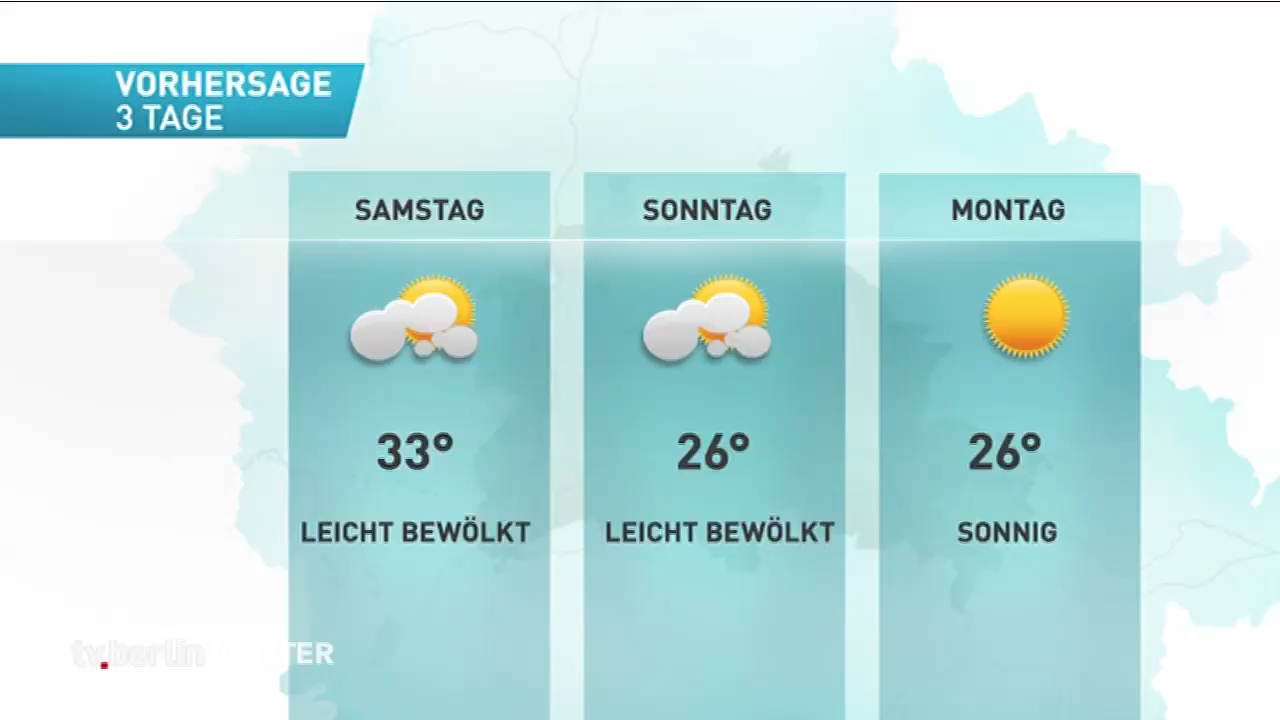 VORHERSAGE
3 TAGE
SAMSTAG
SONNTAG
MONTAG
33°
26°
26°
LEICHT BEWÖLKT
LEICHT BEWÖLKT
SONNIG
tv.berlin